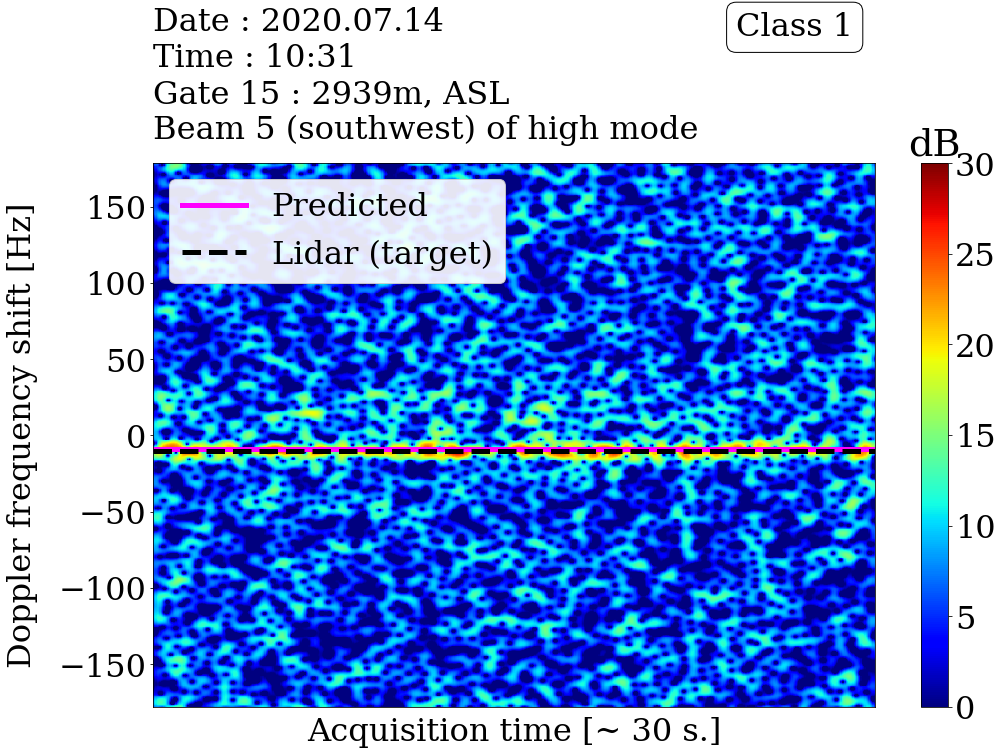 Date : 2020.07.14
Time : 10:31
Gate 15 : 2939m, ASL
Beam 5 (southwest) of high mode
Class 1
dB
Predicted
Lidar (target)
Doppler frequency shift [Hz]
150
100
50
0
−50
−100
−150
Acquisition time [~ 30 s.]
30
25
20
15
10
5
0